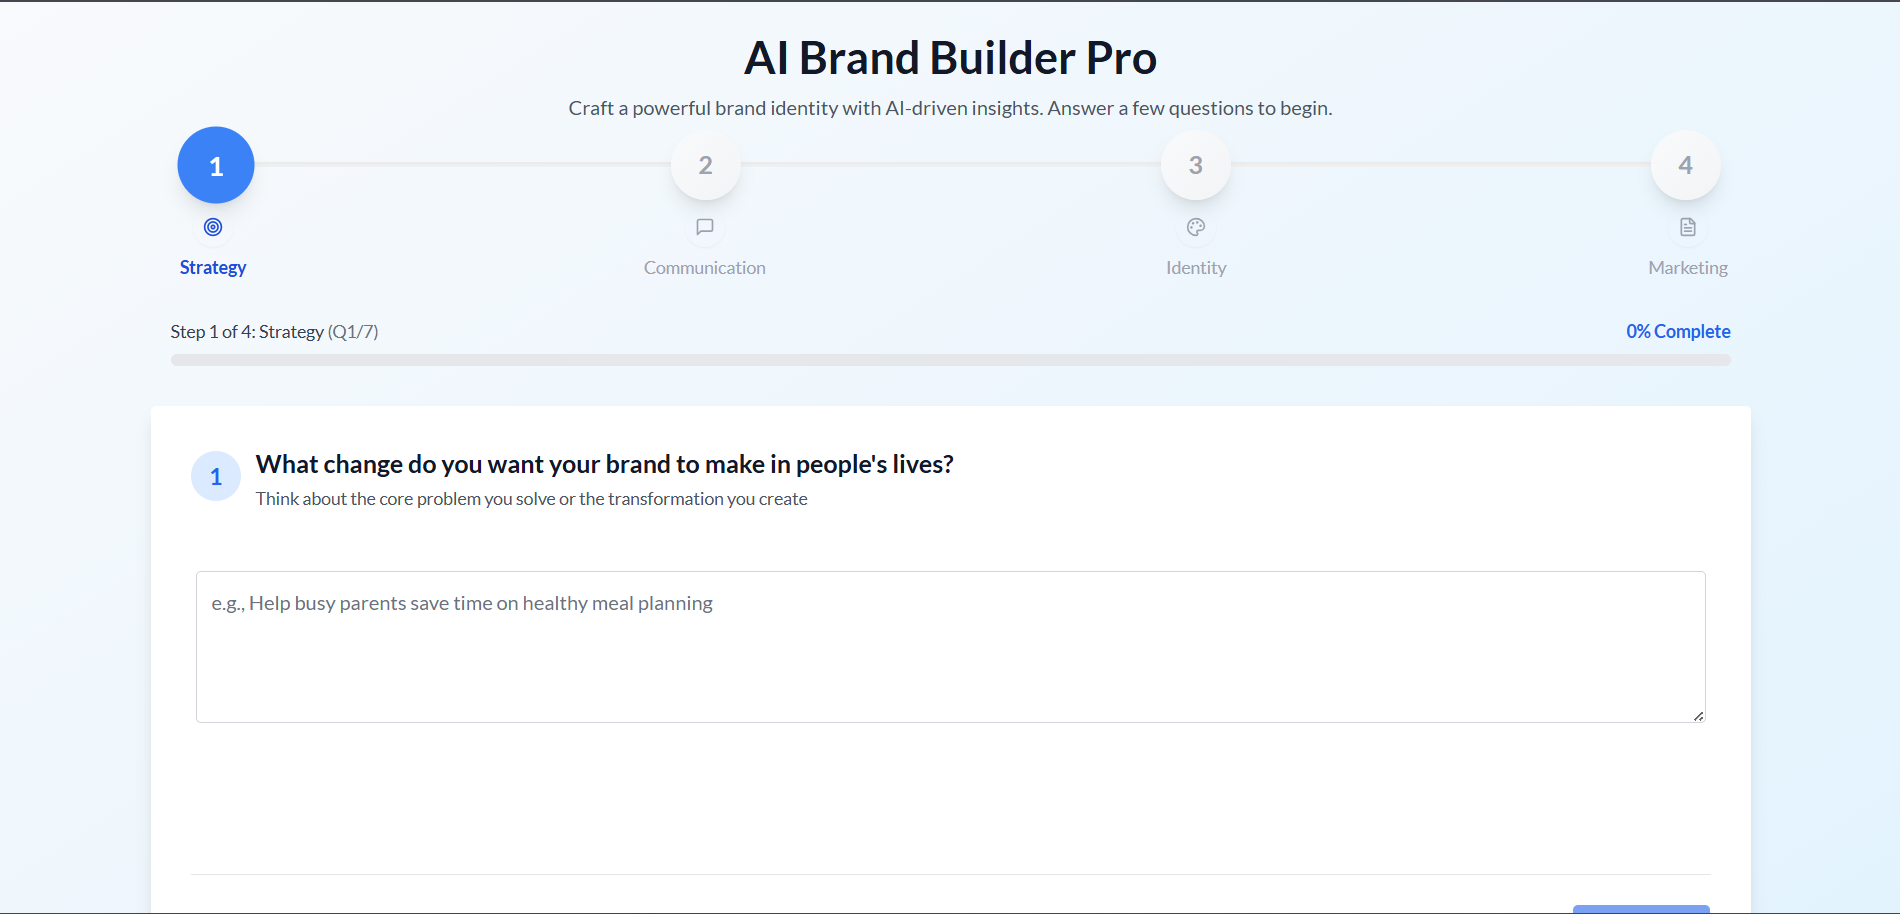 AI Brand Builder Pro
Craft a powerful brand identity with AI-driven insights. Answer a few questions to begin.
1
2
3
4
Strategy
Communication
Identity
Marketing
Step 1 of 4: Strategy (Q1/7)
0% Complete
1
What change do you want your brand to make in people's lives?
Think about the core problem you solve or the transformation you create
e.g., Help busy parents save time on healthy meal planning